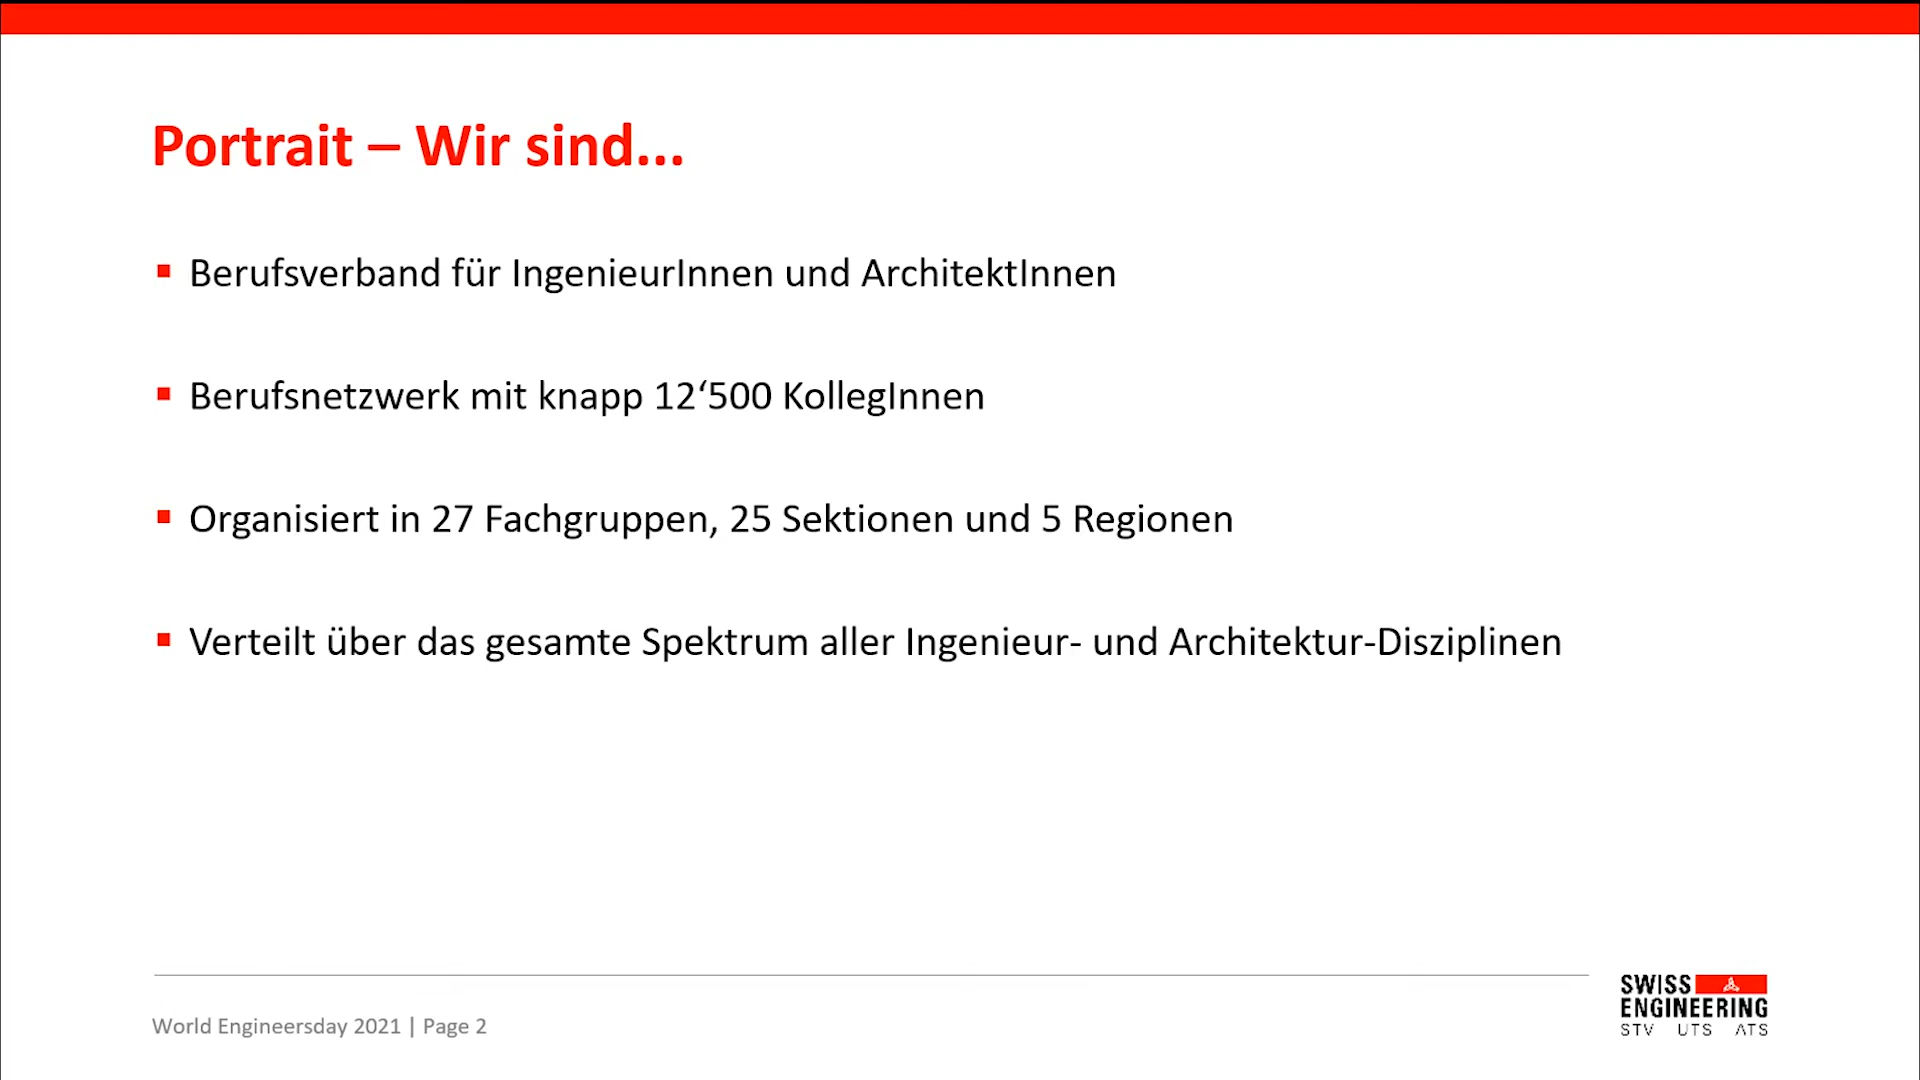 Portrait – Wir sind...
▪ Berufsverband für IngenieurInnen und ArchitektInnen
▪ Berufsnetzwerk mit knapp 12‘500 KollegInnen
▪ Organisiert in 27 Fachgruppen, 25 Sektionen und 5 Regionen
▪ Verteilt über das gesamte Spektrum aller Ingenieur- und Architektur-Disziplinen
World Engineersday 2021 | Page 2
SWISS
ENGINEERING
STV UTS ATS